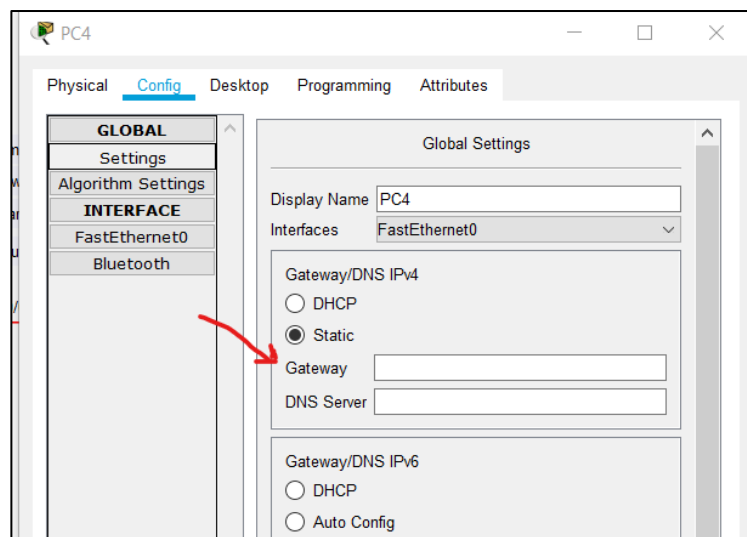 PC4
Physical Config Desktop Programming Attributes
GLOBAL
Settings
Algorithm Settings
INTERFACE
FastEthernet0
Bluetooth
Global Settings
Display Name PC4
Interfaces FastEthernet0
Gateway/DNS IPv4
DHCP
Static
Gateway
DNS Server
Gateway/DNS IPv6
DHCP
Auto Config